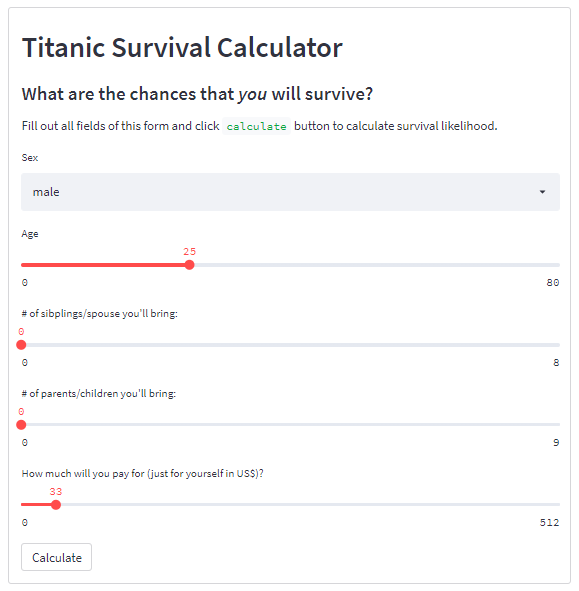 Titanic Survival Calculator
What are the chances that you will survive?
Fill out all fields of this form and click calculate button to calculate survival likelihood.
Sex
male
Age
25
0 80
# of sibplings/spouse you'll bring:
0
0 8
# of parents/children you'll bring:
0
0 9
How much will you pay for (just for yourself in US$)?
33
0 512
Calculate